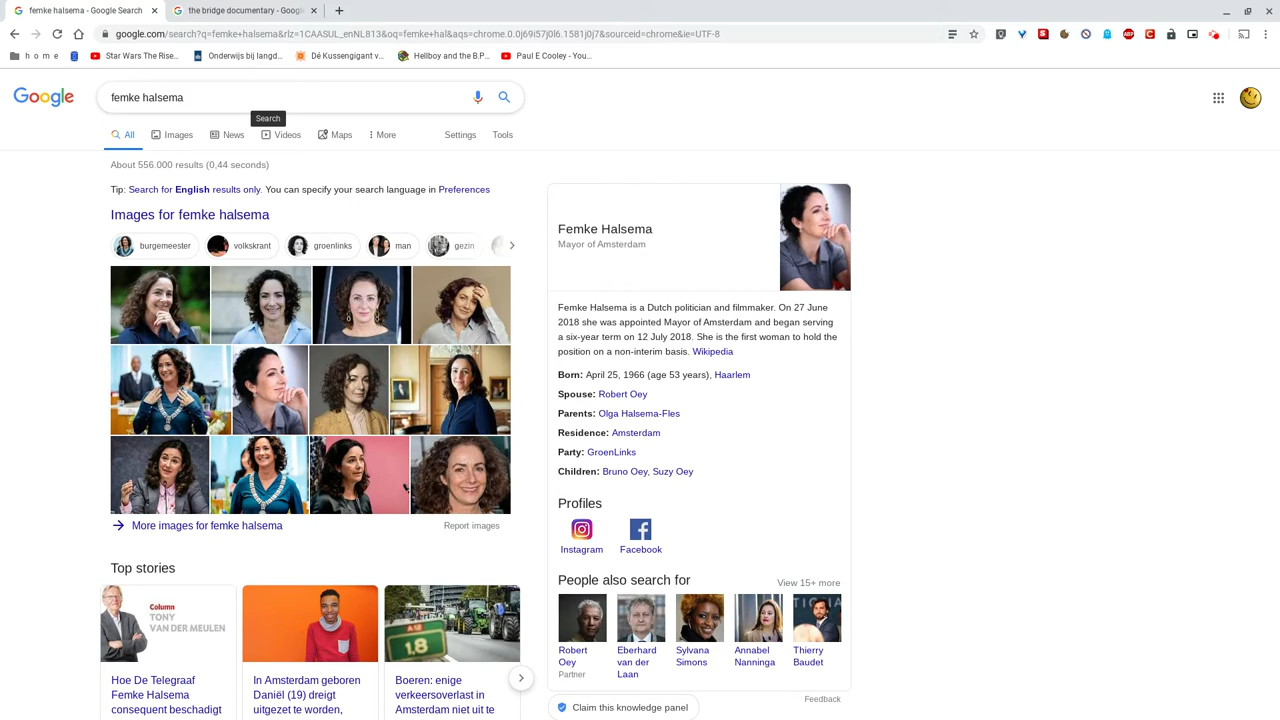 femke halsema - Google Search
the bridge documentary - Googl
google.com/search?q=femke+halsema&rlz=1CAASUL_enNL813&oq=femke+hal&aqs=chrome.0.0j69i57j0l6.1581j0j7&sourceid=chrome&ie=UTF-8
h o m e
Star Wars The Rise...
Onderwijs bij langd...
Dé Kussengigant v...
Hellboy and the B.P...
Paul E Cooley - You...
Google
femke halsema
Search
All
Images
News
Videos
Maps
More
Settings
Tools
About 556.000 results (0,44 seconds)
Tip: Search for English results only. You can specify your search language in Preferences
Images for femke halsema
burgemeester
volkskrant
groenlinks
man
gezin
More images for femke halsema
Report images
Top stories
Column
TONY
VAN DER MEULEN
1.8
Hoe De Telegraaf
Femke Halsema
consequent beschadigt
In Amsterdam geboren
Daniël (19) dreigt
uitgezet te worden,
Boeren: enige
verkeersoverlast in
Amsterdam niet uit te
Femke Halsema
Mayor of Amsterdam
Femke Halsema is a Dutch politician and filmmaker. On 27 June
2018 she was appointed Mayor of Amsterdam and began serving
a six-year term on 12 July 2018. She is the first woman to hold the
position on a non-interim basis. Wikipedia
Born: April 25, 1966 (age 53 years), Haarlem
Spouse: Robert Oey
Parents: Olga Halsema-Fles
Residence: Amsterdam
Party: GroenLinks
Children: Bruno Oey, Suzy Oey
Profiles
Instagram
Facebook
People also search for
View 15+ more
Robert
Oey
Partner
Eberhard
van der
Laan
Sylvana
Simons
Annabel
Nanninga
Thierry
Baudet
Feedback
Claim this knowledge panel